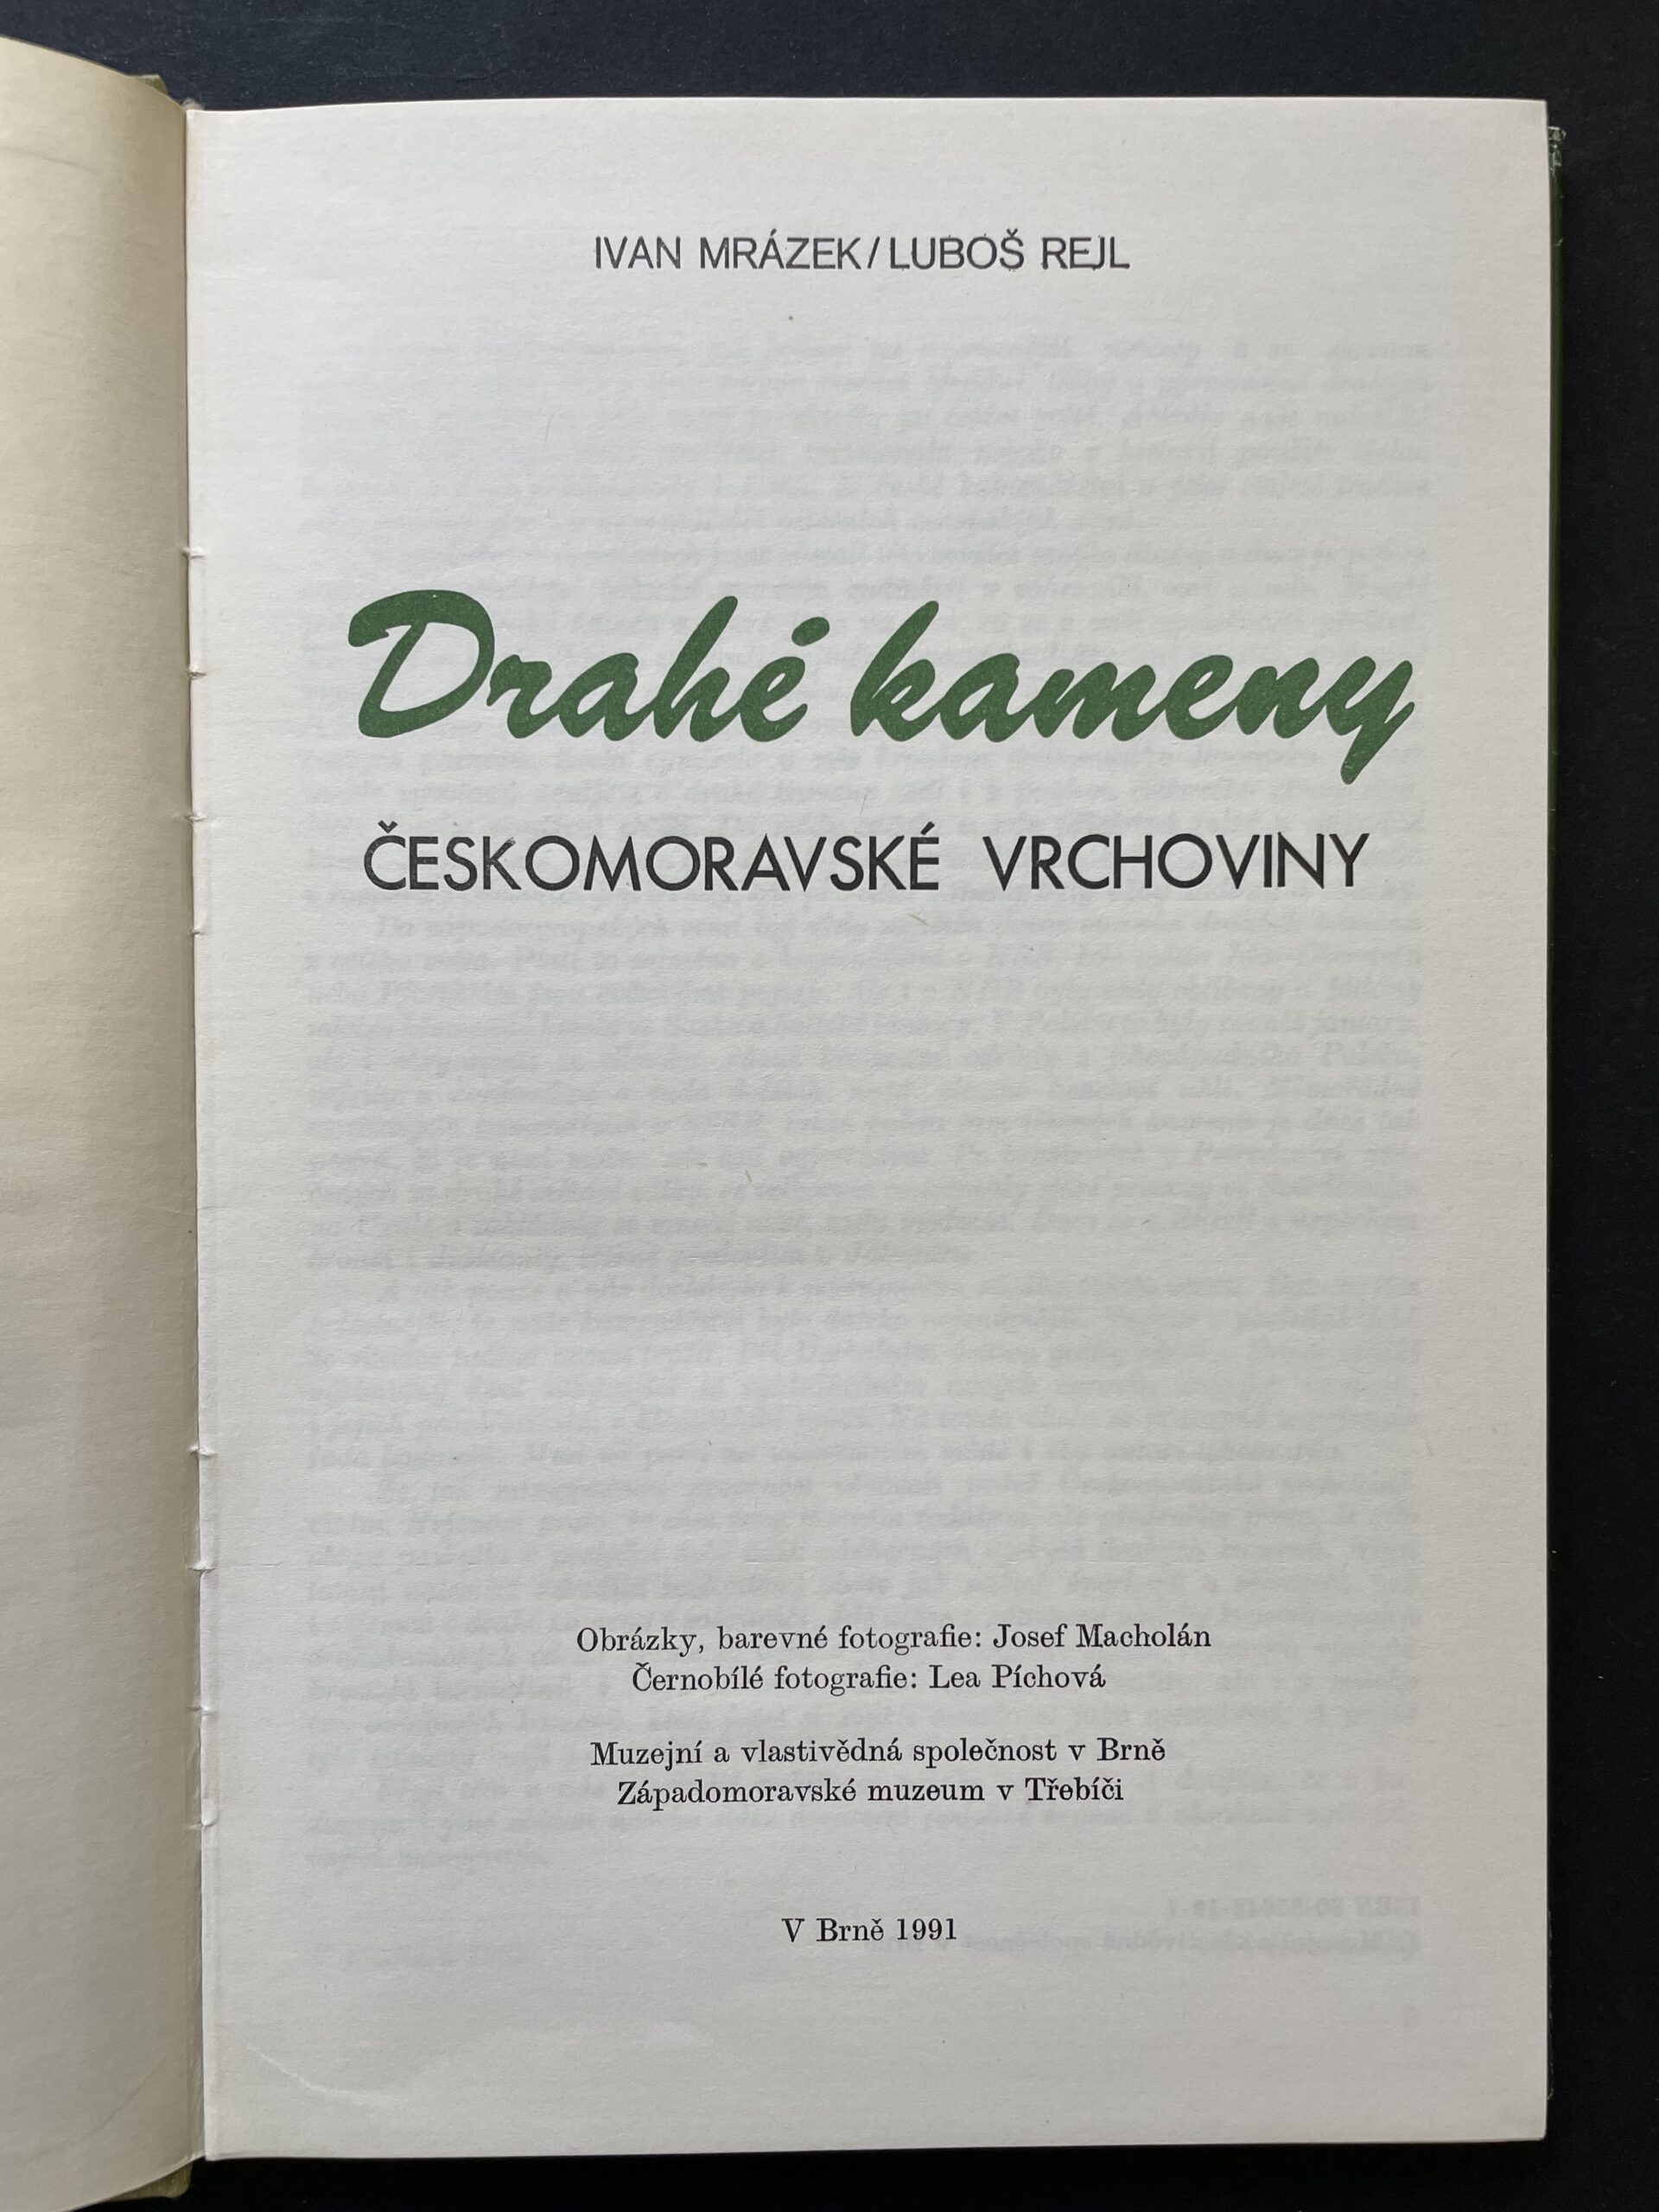 IVAN MRÁZEK/LUBOŠ REJL
Drahé kameny
ČESKOMORAVSKÉ VRCHOVINY
Obrázky, barevné fotografie: Josef Macholán
Černobílé fotografie: Lea Píchová
Muzejní a vlastivědná společnost v Brně
Západomoravské muzeum v Třebíči
V Brně 1991